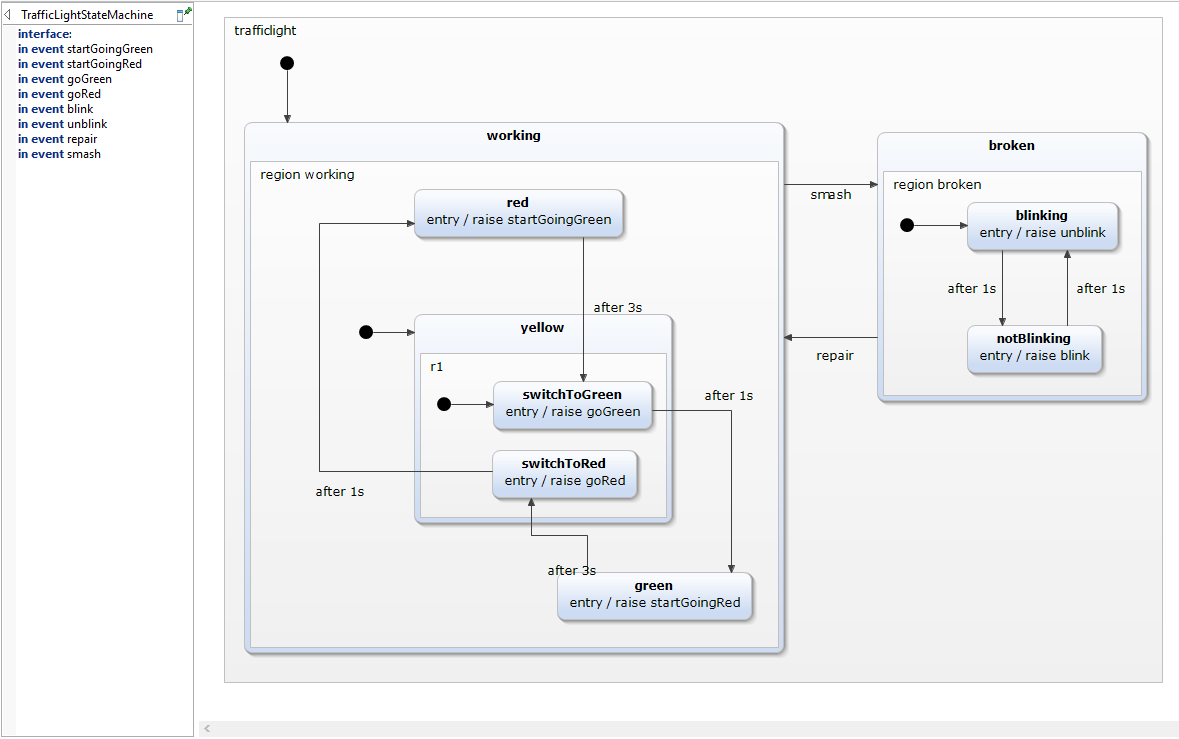 TrafficLightStateMachine
interface:
in event startGoingGreen
in event startGoingRed
in event goGreen
in event goRed
in event blink
in event unblink
in event repair
in event smash
trafficlight
working
region working
red
entry / raise startGoingGreen
after 3s
yellow
r1
switchToGreen
entry / raise goGreen
after 1s
switchToRed
entry / raise goRed
after 1s
after 3s
green
entry / raise startGoingRed
smash
repair
broken
region broken
blinking
entry / raise unblink
after 1s
after 1s
notBlinking
entry / raise blink